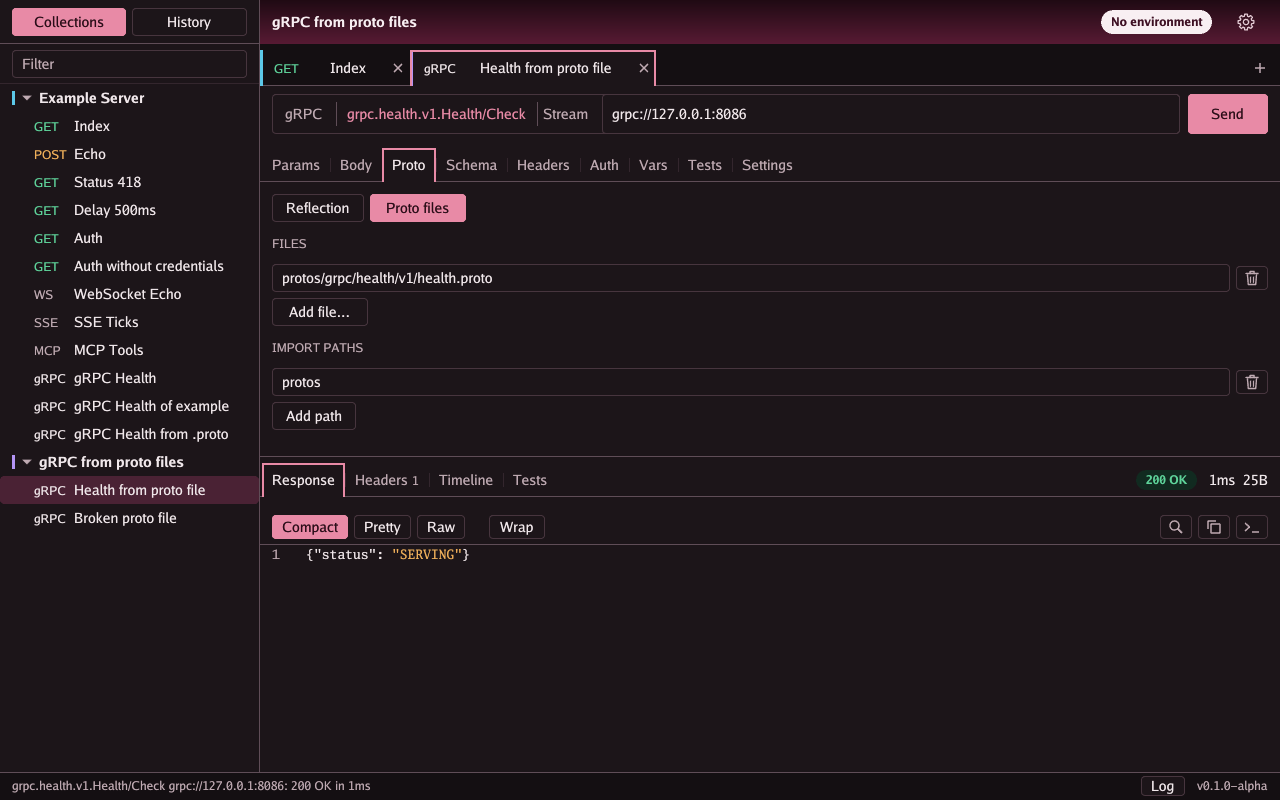 Collections
History
gRPC from proto files
No environment
Filter
GET Index
gRPC Health from proto file
Example Server
GET Index
POST Echo
GET Status 418
GET Delay 500ms
GET Auth
GET Auth without credentials
WS WebSocket Echo
SSE SSE Ticks
MCP MCP Tools
gRPC gRPC Health
gRPC gRPC Health of example
gRPC gRPC Health from .proto
gRPC from proto files
gRPC Health from proto file
gRPC Broken proto file
gRPC grpc.health.v1.Health/Check Stream grpc://127.0.0.1:8086 Send
Params Body Proto Schema Headers Auth Vars Tests Settings
Reflection Proto files
FILES
protos/grpc/health/v1/health.proto
Add file...
IMPORT PATHS
protos
Add path
Response Headers 1 Timeline Tests 200 OK 1ms 25B
Compact Pretty Raw Wrap
1 {"status": "SERVING"}
grpc.health.v1.Health/Check grpc://127.0.0.1:8086: 200 OK in 1ms
Log v0.1.0-alpha